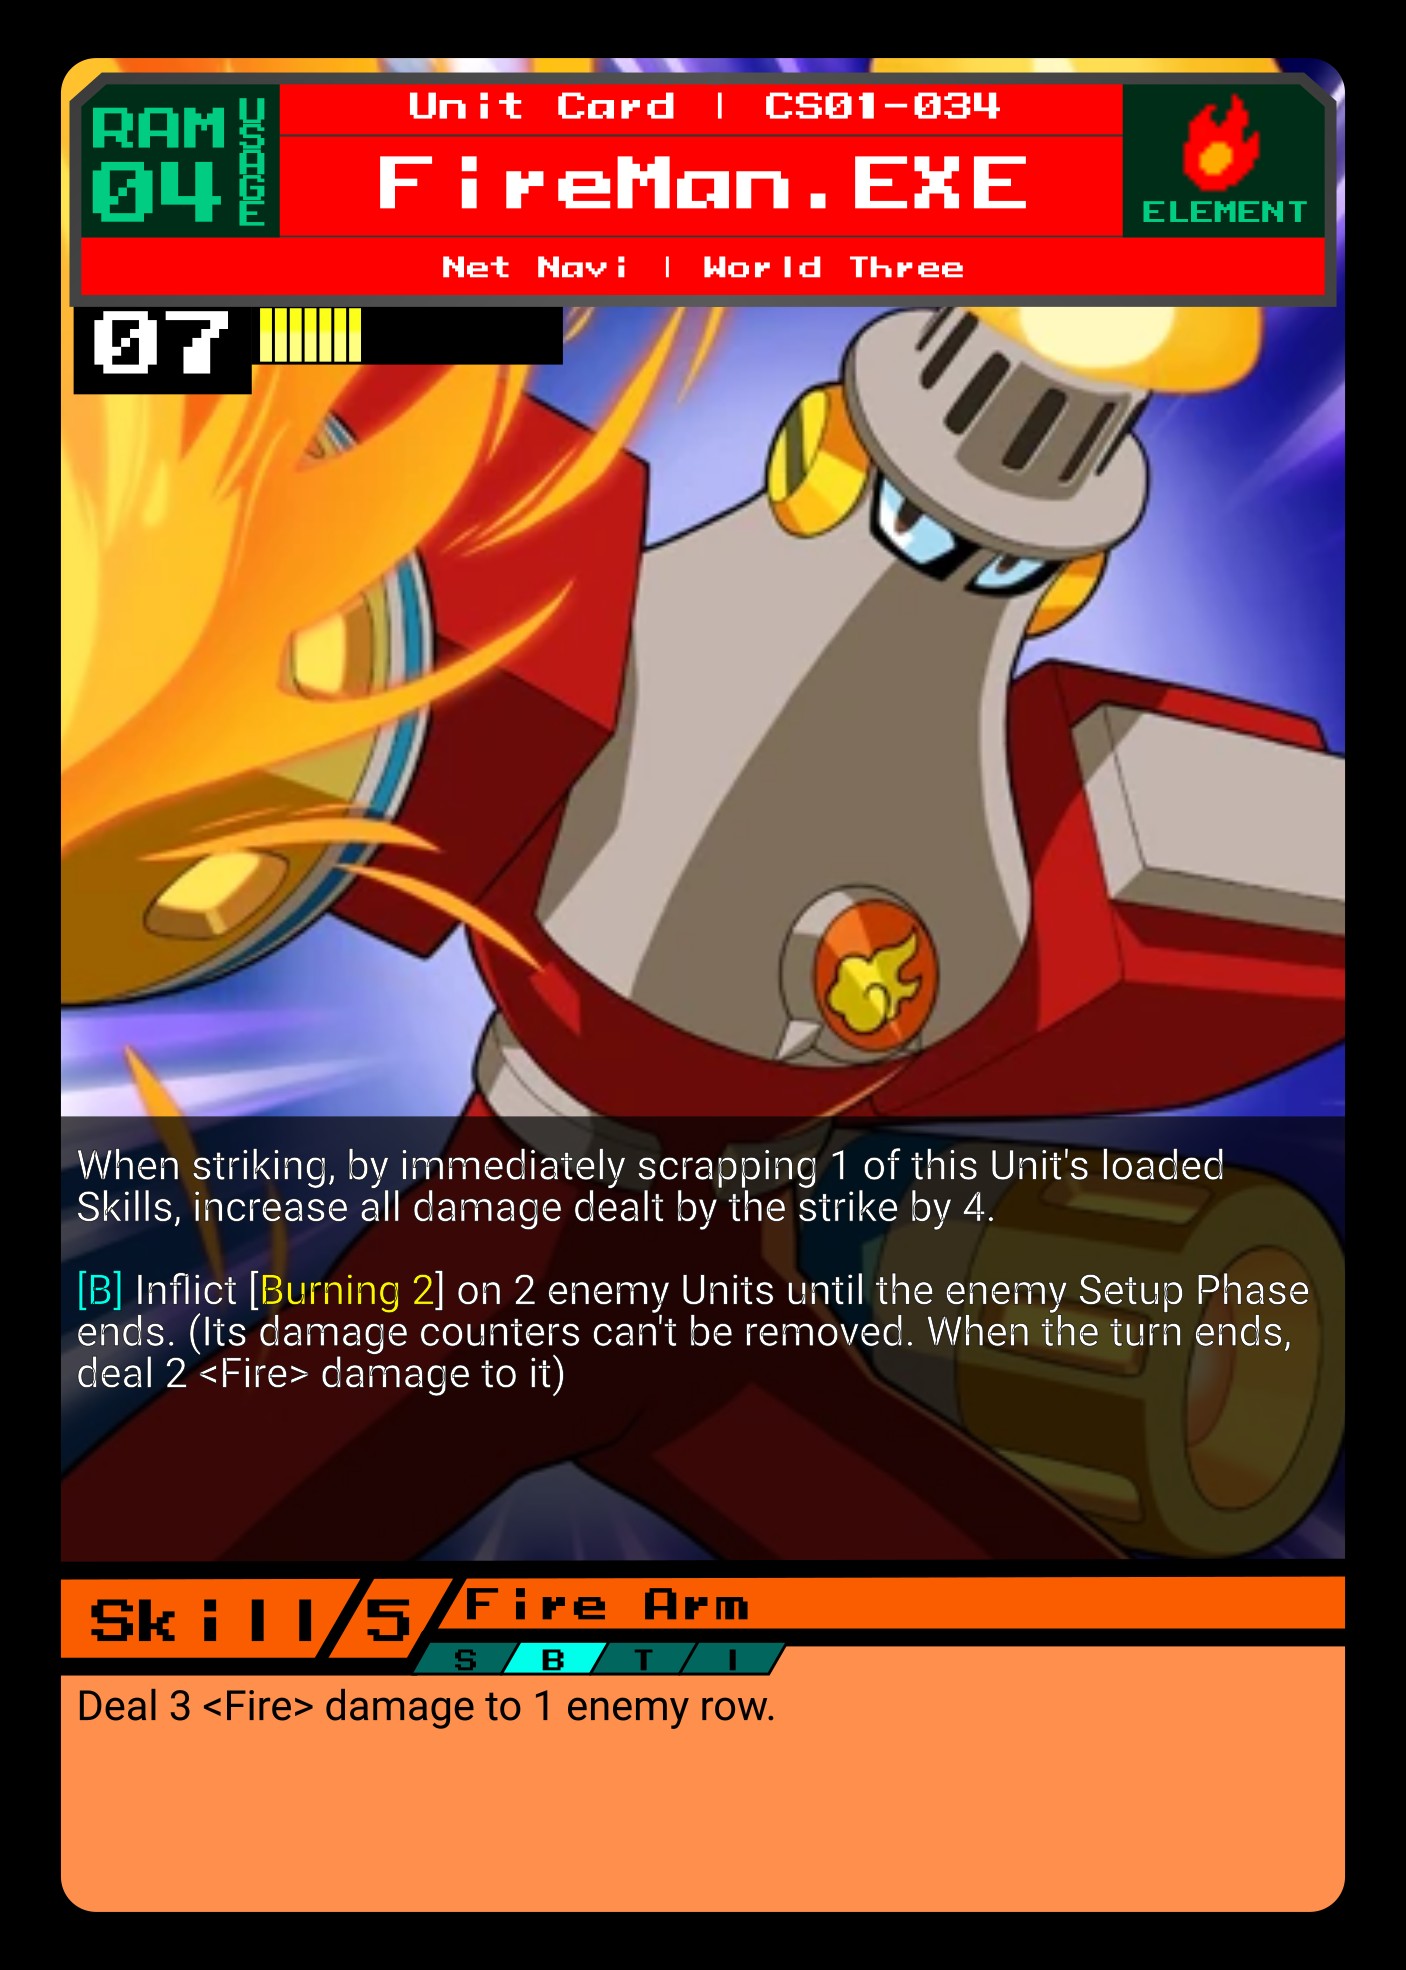 RAM USAGE
04
Unit Card | CS01-034
FireMan.EXE
ELEMENT
Net Navi | World Three
07
When striking, by immediately scrapping 1 of this Unit's loaded
Skills, increase all damage dealt by the strike by 4.
[B] Inflict [Burning 2] on 2 enemy Units until the enemy Setup Phase
ends. (Its damage counters can't be removed. When the turn ends,
deal 2 <Fire> damage to it)
Skill/5/Fire Arm
S B T I
Deal 3 <Fire> damage to 1 enemy row.